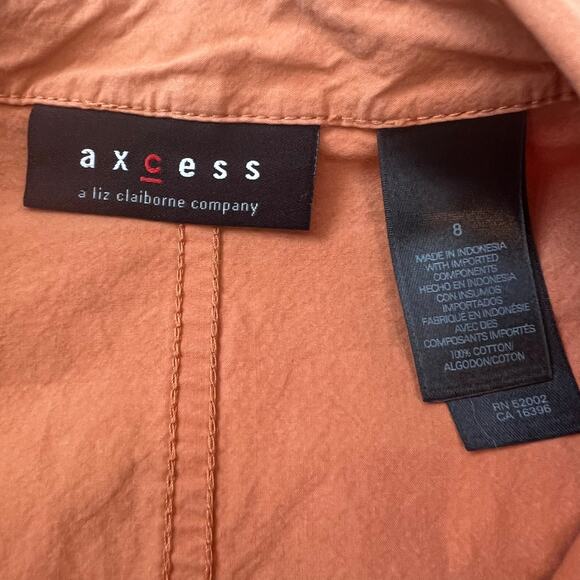 axcess
a liz claiborne company
8
MADE IN INDONESIA
WITH IMPORTED
COMPONENTS
HECHO EN INDONESIA
CON INSUMOS
IMPORTADOS
FABRIQUE EN INDONÉSIE
AVEC DES
COMPOSANTS IMPORTÉS
100% COTTON/
ALGODON/COTON
RN 52002
CA 16396